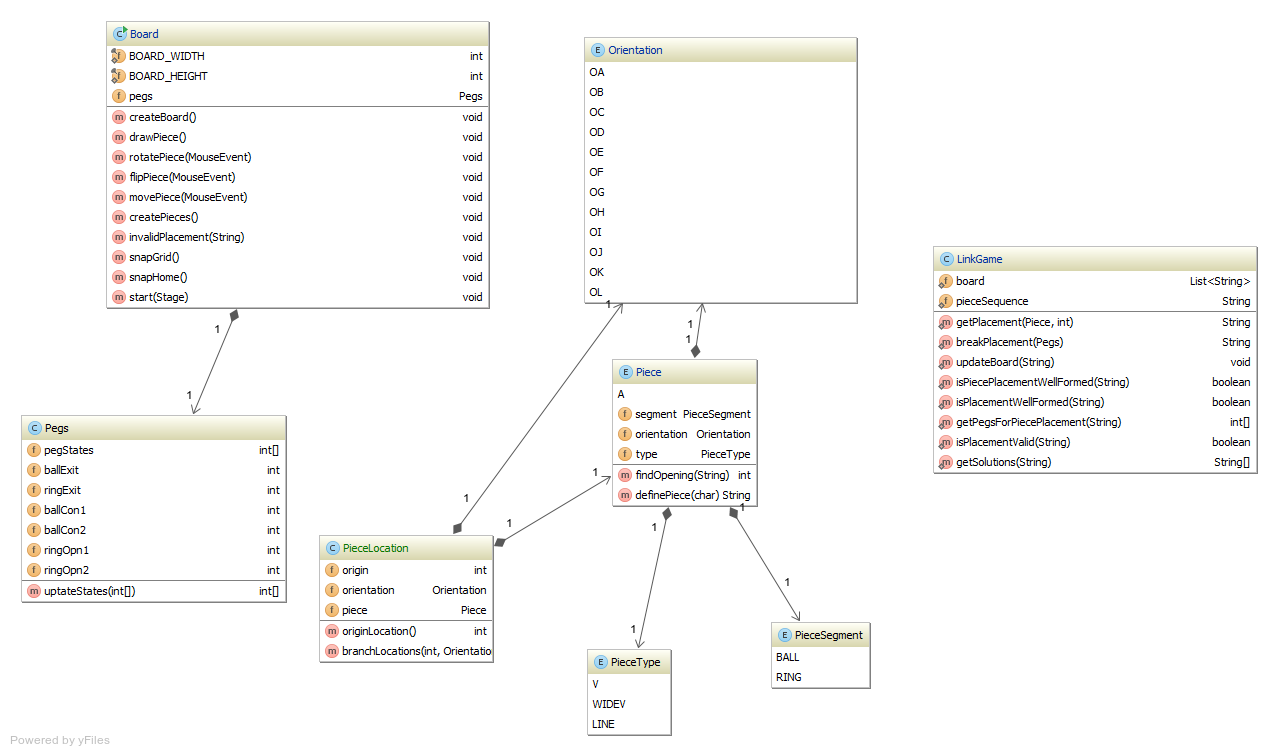 Board
BOARD_WIDTH int
BOARD_HEIGHT int
pegs Pegs
createBoard() void
drawPiece() void
rotatePiece(MouseEvent) void
flipPiece(MouseEvent) void
movePiece(MouseEvent) void
createPieces() void
invalidPlacement(String) void
snapGrid() void
snapHome() void
start(Stage) void
1
1
Orientation
OA
OB
OC
OD
OE
OF
OG
OH
OI
OJ
OK
OL
1
1
1
1
LinkGame
board List<String>
pieceSequence String
getPlacement(Piece, int) String
breakPlacement(Pegs) String
updateBoard(String) void
isPiecePlacementWellFormed(String) boolean
isPlacementWellFormed(String) boolean
getPegsForPiecePlacement(String) int[]
isPlacementValid(String) boolean
getSolutions(String) String[]
Piece
A
segment PieceSegment
orientation Orientation
type PieceType
findOpening(String) int
definePiece(char) String
1
1
1
1
1
1
Pegs
pegStates int[]
ballExit int
ringExit int
ballCon1 int
ballCon2 int
ringOpn1 int
ringOpn2 int
uptateStates(int[]) int[]
PieceLocation
origin int
orientation Orientation
piece Piece
originLocation() int
branchLocations(int, Orientatio
PieceType
V
WIDEV
LINE
PieceSegment
BALL
RING
Powered by yFiles